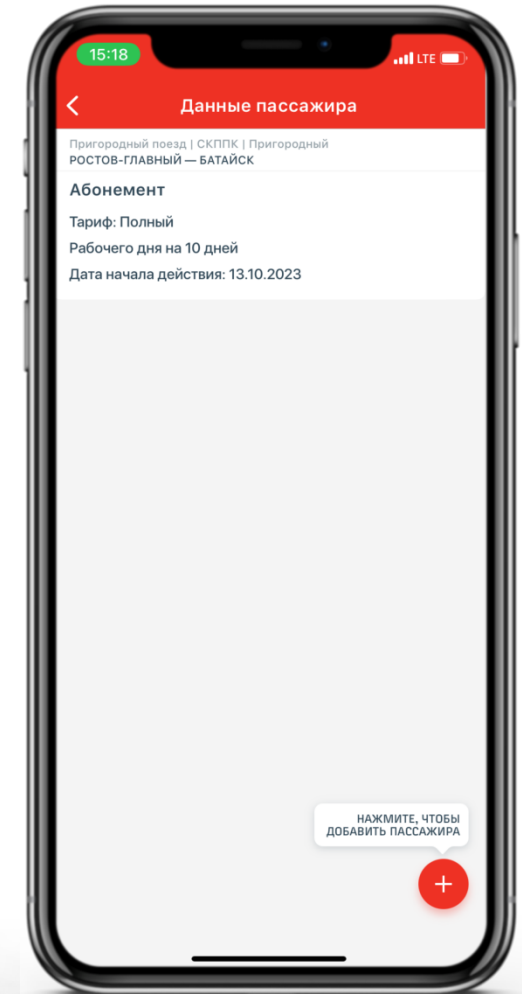 15:18
LTE
Данные пассажира
Пригородный поезд | СКППК | Пригородный
РОСТОВ-ГЛАВНЫЙ — БАТАЙСК
Абонемент
Тариф: Полный
Рабочего дня на 10 дней
Дата начала действия: 13.10.2023
НАЖМИТЕ, ЧТОБЫ
ДОБАВИТЬ ПАССАЖИРА
+